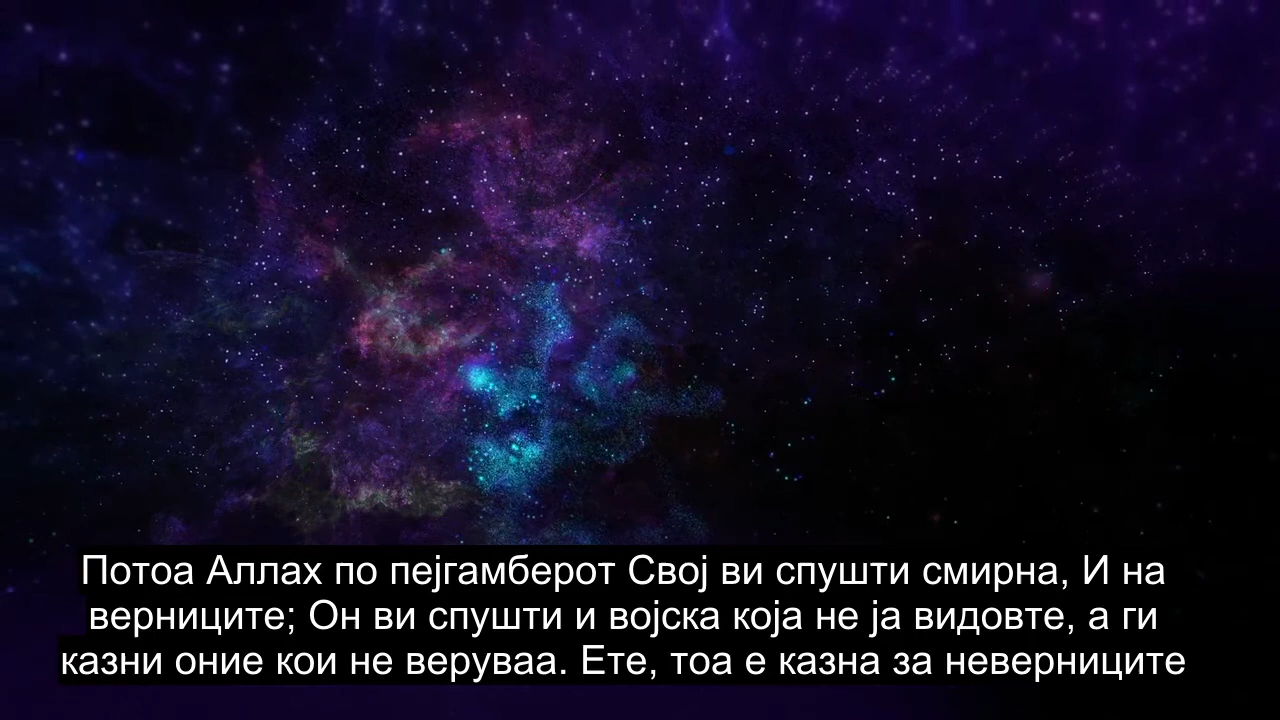 Потоа Аллах по пејгамберот Свој ви спушти смирна, И на
верниците; Он ви спушти и војска која не ја видовте, а ги
казни оние кои не веруваа. Ете, тоа е казна за неверниците